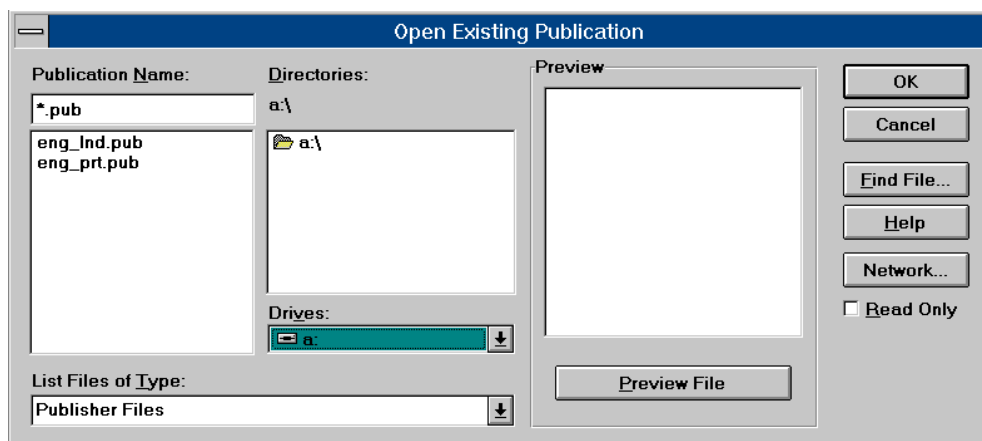 Open Existing Publication
Publication Name:
*.pub
eng_lnd.pub
eng_prt.pub
List Files of Type:
Publisher Files
Directories:
a:\
a:\
Drives:
a:
Preview
Preview File
OK
Cancel
Find File...
Help
Network...
Read Only